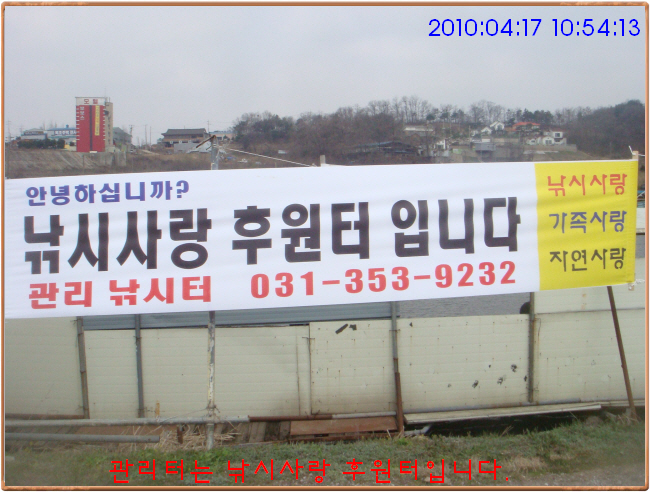 2010:04:17 10:54:13
모텔
안녕하십니까?
낚시사랑 후원터 입니다
관리 낚시터 031-353-9232
낚시사랑
가족사랑
자연사랑
관리터는 낚시사랑 후원터입니다.